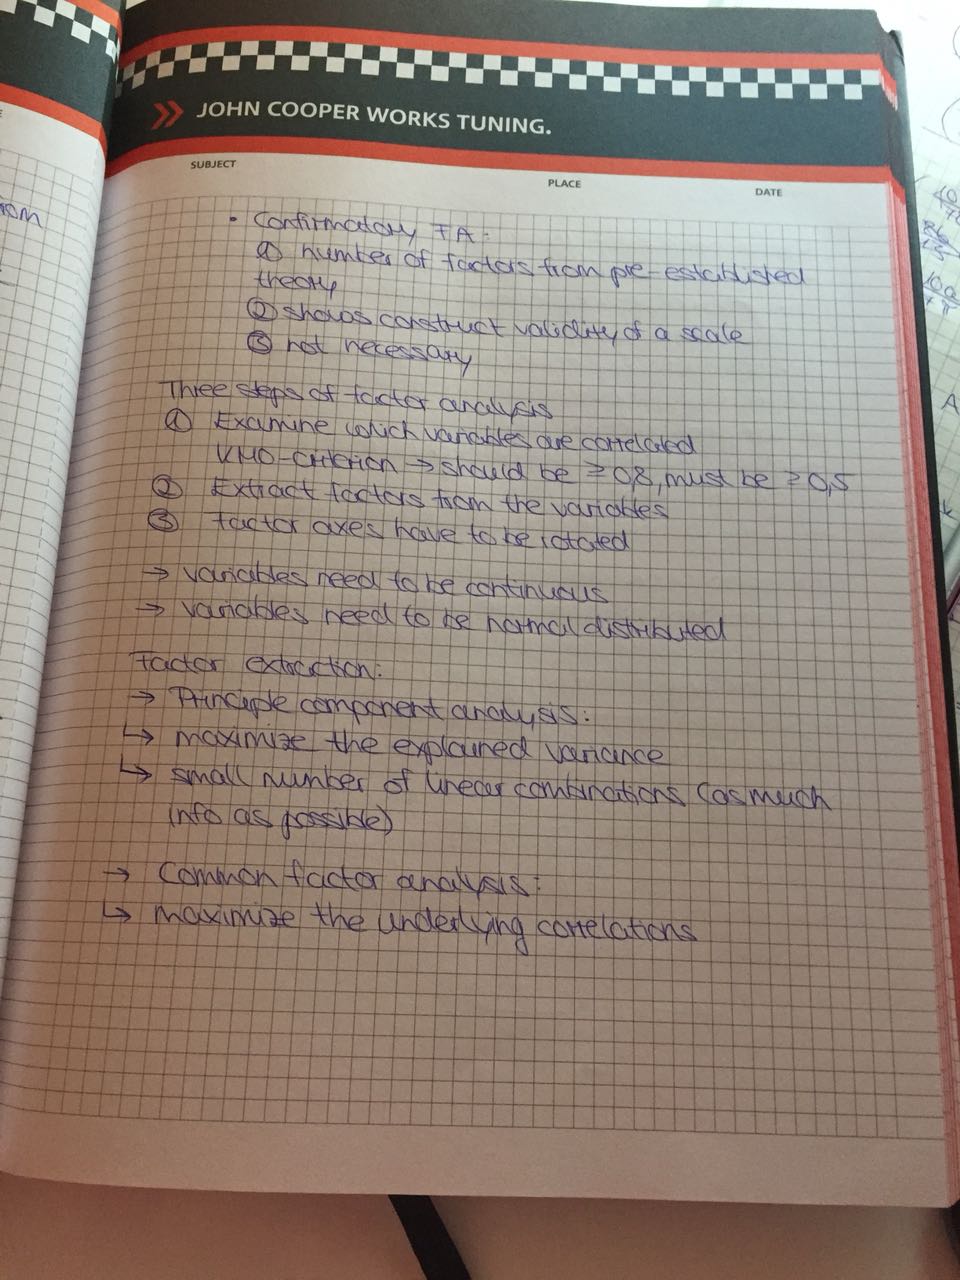 JOHN COOPER WORKS TUNING.
SUBJECT
PLACE
DATE
• Confirmatory FA:
① number of factors from pre-established
theory
② shows construct validity of a scale
③ not necessary
Three steps of factor analysis
① Examine which variables are correlated
KMO-Criterion → should be ≥ 0,8, must be ≥ 0,5
② Extract factors from the variables
③ factor axes have to be rotated
→ variables need to be continuous
→ variables need to be normal distributed
Factor extraction:
→ Principle component analysis:
↳ maximize the explained variance
↳ small number of linear combinations (as much
info as possible)
→ Common factor analysis:
↳ maximize the underlying correlations